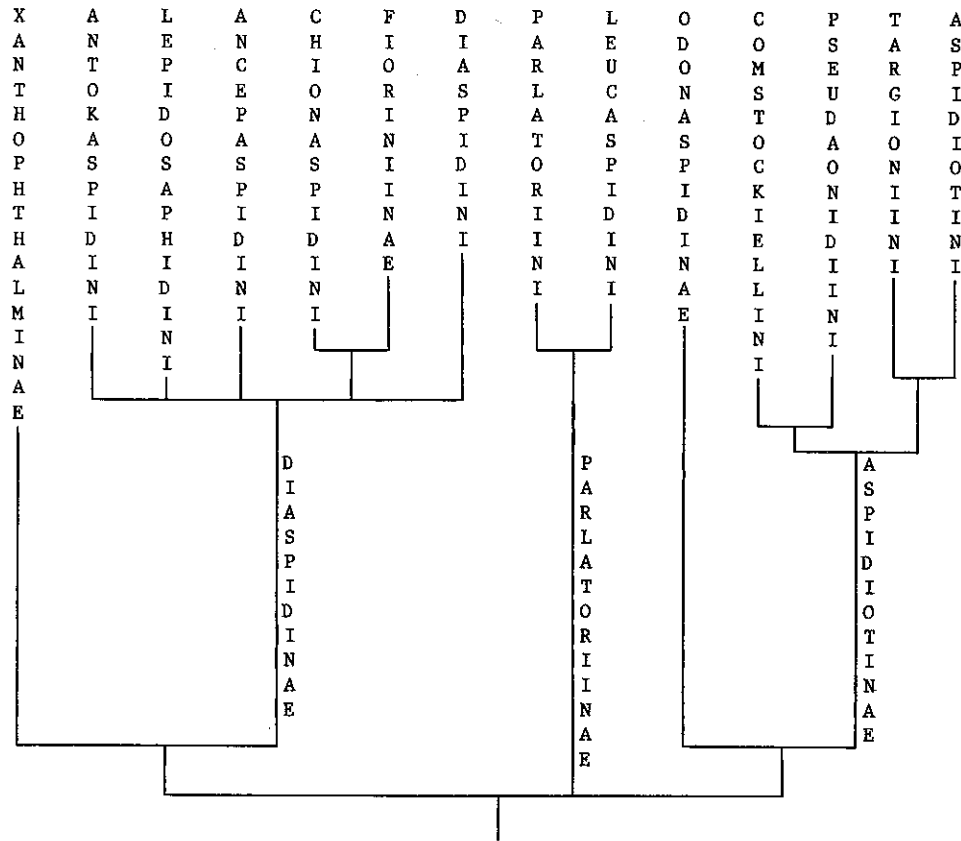 XANTHOPHTHALMINAE
ANTOKASPIDINI
LEPIDOSAPHIDINI
ANCEPASPIDINI
CHIONASPIDINI
FIORINIINAE
DIASPIDINI
PARLATORIINI
LEUCASPIDINI
ODONASPIDINAE
COMSTOCKIELLINI
PSEUDAONIDIINI
TARGIONIINI
ASPIDIOTINI
DIASPIDINAE
PARLATORIINAE
ASPIDIOTINAE